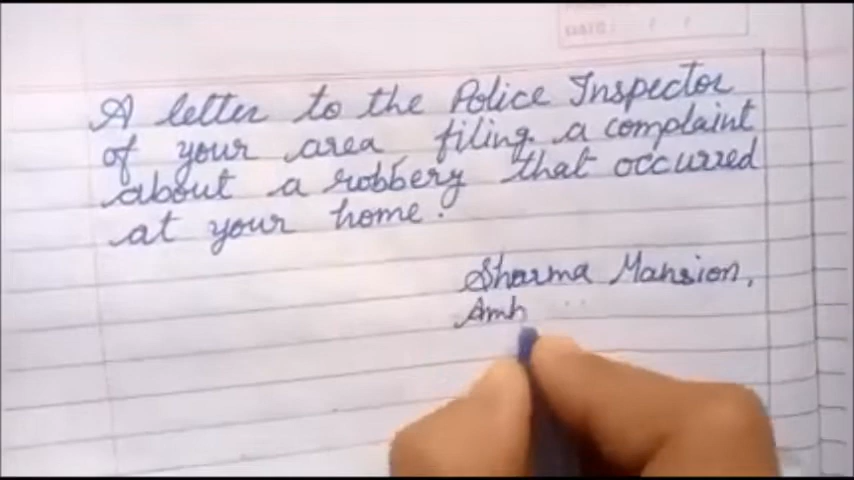 A letter to the Police Inspector
of your area filing a complaint
about a robbery that occurred
at your home.
Sharma Mansion,
Amb